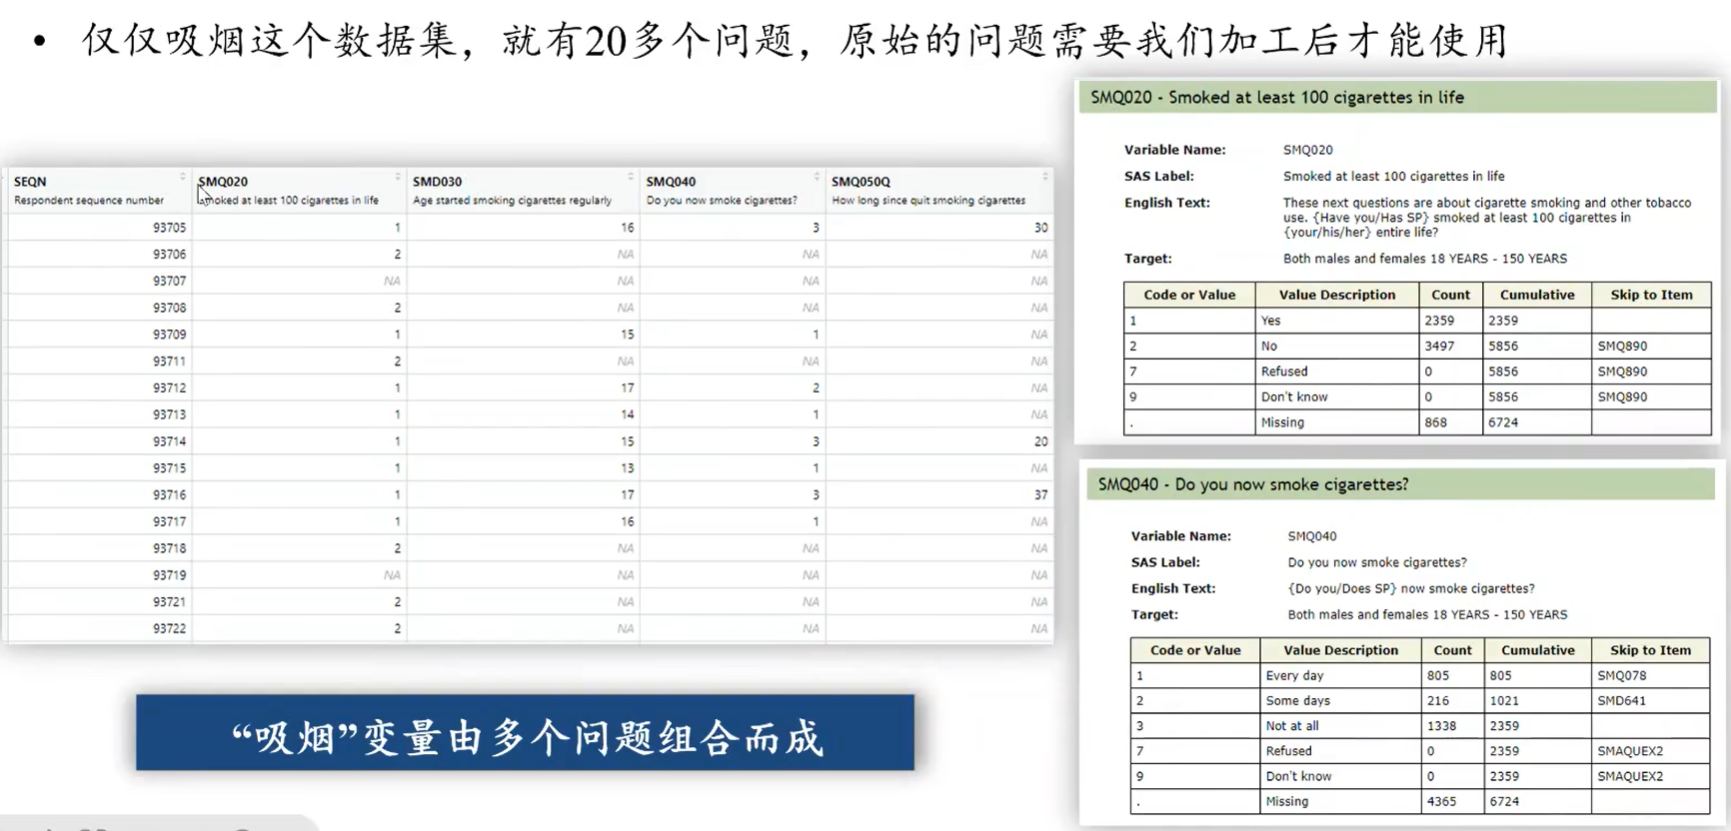 • 仅仅吸烟这个数据集，就有20多个问题，原始的问题需要我们加工后才能使用
SEQN SMQ020 SMD030 SMQ040 SMQ050Q
Respondent sequence number Smoked at least 100 cigarettes in life Age started smoking cigarettes regularly Do you now smoke cigarettes? How long since quit smoking cigarettes
93705 1 16 3 30
93706 2 NA NA NA
93707 NA NA NA NA
93708 2 NA NA NA
93709 1 15 1 NA
93711 2 NA NA NA
93712 1 17 2 NA
93713 1 14 1 NA
93714 1 15 3 20
93715 1 13 1 NA
93716 1 17 3 37
93717 1 16 1 NA
93718 2 NA NA NA
93719 NA NA NA NA
93721 2 NA NA NA
93722 2 NA NA NA
“吸烟”变量由多个问题组合而成
SMQ020 - Smoked at least 100 cigarettes in life
Variable Name: SMQ020
SAS Label: Smoked at least 100 cigarettes in life
English Text: These next questions are about cigarette smoking and other tobacco
use. {Have you/Has SP} smoked at least 100 cigarettes in
{your/his/her} entire life?
Target: Both males and females 18 YEARS - 150 YEARS
Code or Value Value Description Count Cumulative Skip to Item
1 Yes 2359 2359
2 No 3497 5856 SMQ890
7 Refused 0 5856 SMQ890
9 Don't know 0 5856 SMQ890
. Missing 868 6724
SMQ040 - Do you now smoke cigarettes?
Variable Name: SMQ040
SAS Label: Do you now smoke cigarettes?
English Text: {Do you/Does SP} now smoke cigarettes?
Target: Both males and females 18 YEARS - 150 YEARS
Code or Value Value Description Count Cumulative Skip to Item
1 Every day 805 805 SMQ078
2 Some days 216 1021 SMD641
3 Not at all 1338 2359
7 Refused 0 2359 SMAQUEX2
9 Don't know 0 2359 SMAQUEX2
. Missing 4365 6724